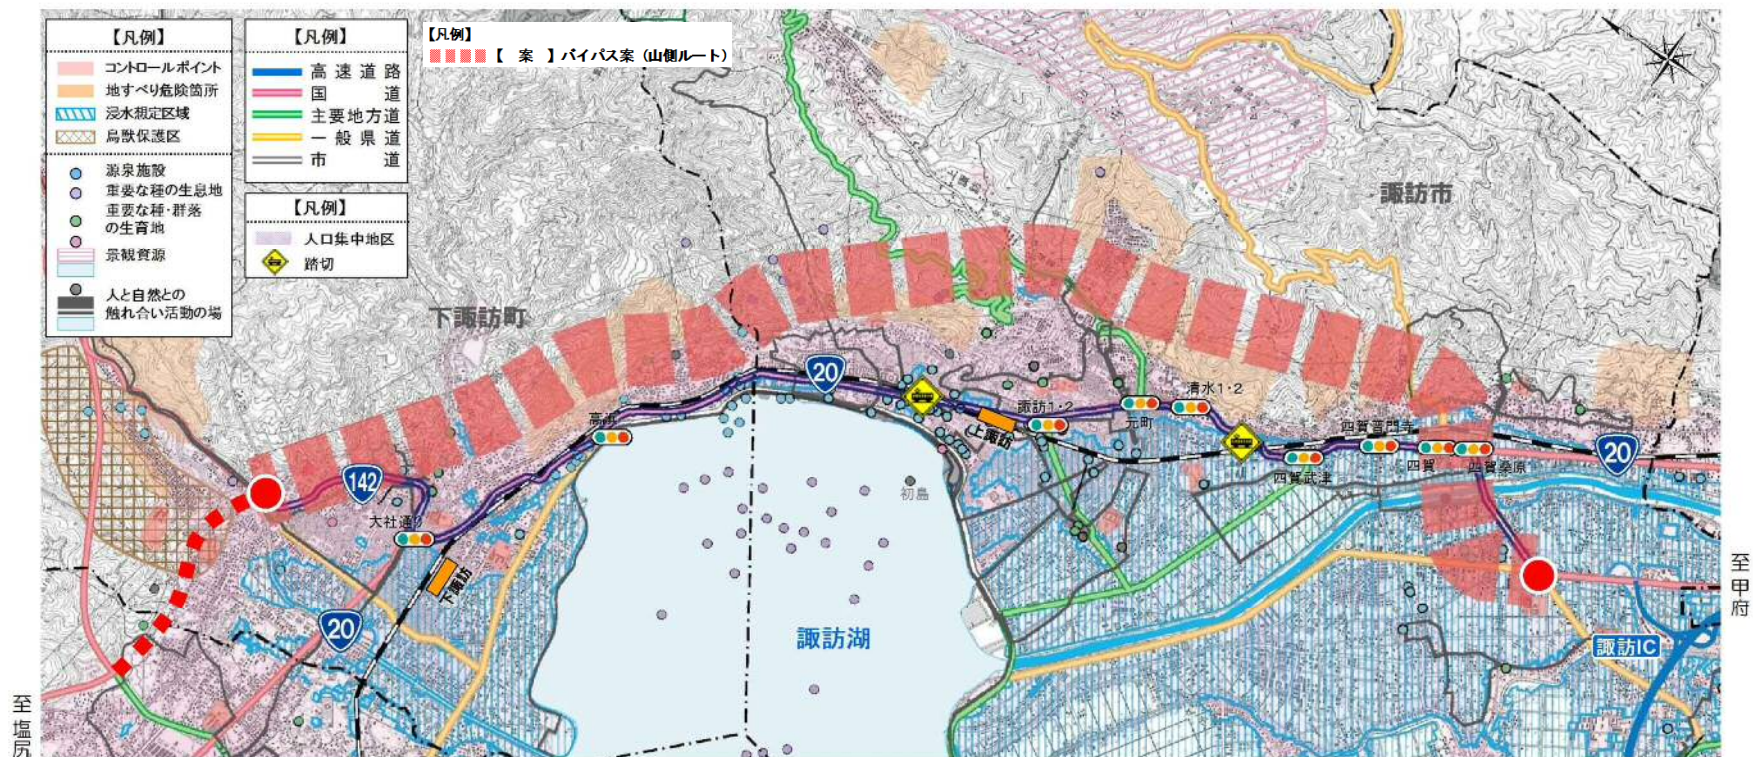 【凡例】
コントロールポイント
地すべり危険箇所
浸水想定区域
鳥獣保護区
源泉施設
重要な種の生息地
重要な種・群落
の生育地
景観資源
人と自然との
触れ合い活動の場
【凡例】
高速道路
国道
主要地方道
一般県道
市道
【凡例】
人口集中地区
踏切
【凡例】
【　案　】バイパス案（山側ルート）
諏訪市
下諏訪町
20
高浜
上諏訪
諏訪1・2
元町
清水1・2
四賀普門寺
四賀武津
四賀
四賀桑原
20
142
大社通り
下諏訪
20
初島
諏訪湖
諏訪IC
至甲府
至塩尻